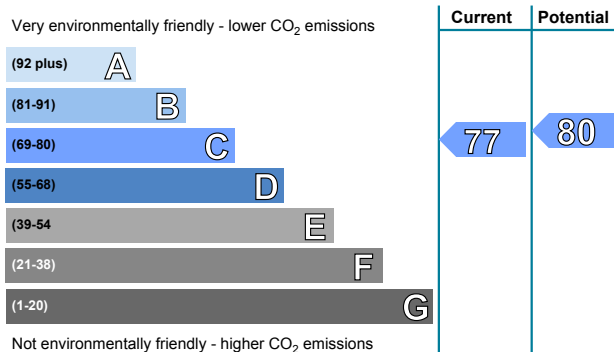 Current Potential
Very environmentally friendly - lower CO₂ emissions
(92 plus) A
(81-91) B
(69-80) C
77 80
(55-68) D
(39-54 E
(21-38) F
(1-20) G
Not environmentally friendly - higher CO₂ emissions